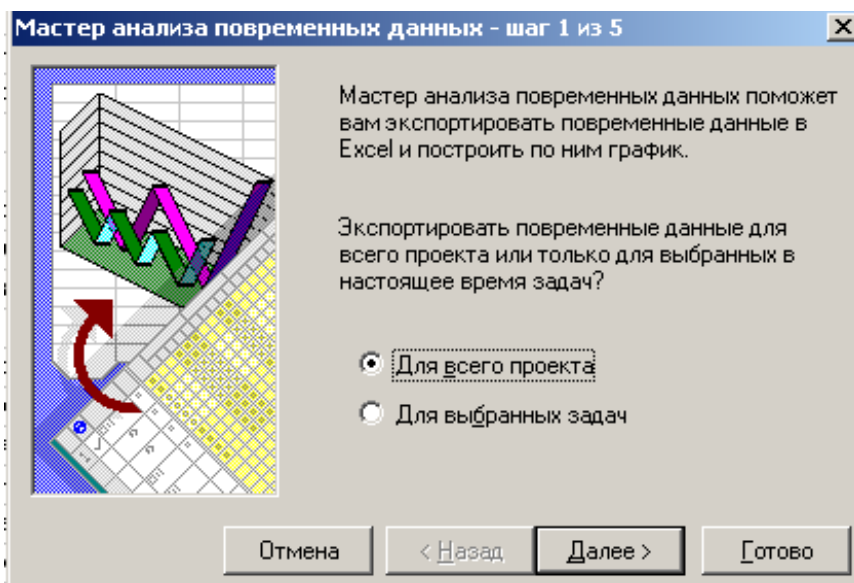 Мастер анализа повременных данных - шаг 1 из 5
Мастер анализа повременных данных поможет
вам экспортировать повременные данные в
Excel и построить по ним график.
Экспортировать повременные данные для
всего проекта или только для выбранных в
настоящее время задач?
Для всего проекта
Для выбранных задач
Отмена
< Назад
Далее >
Готово